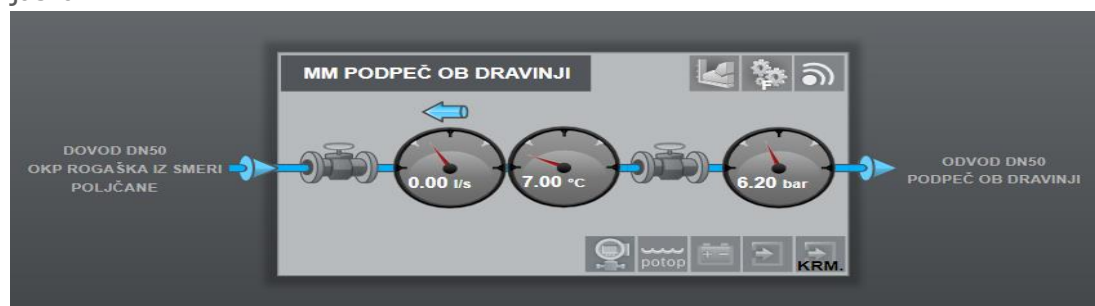 MM PODPEČ OB DRAVINJI
F
DOVOD DN50
OKP ROGAŠKA IZ SMERI
POLJČANE
0.00 l/s
7.00 °C
6.20 bar
ODVOD DN50
PODPEČ OB DRAVINJI
potop
KRM.